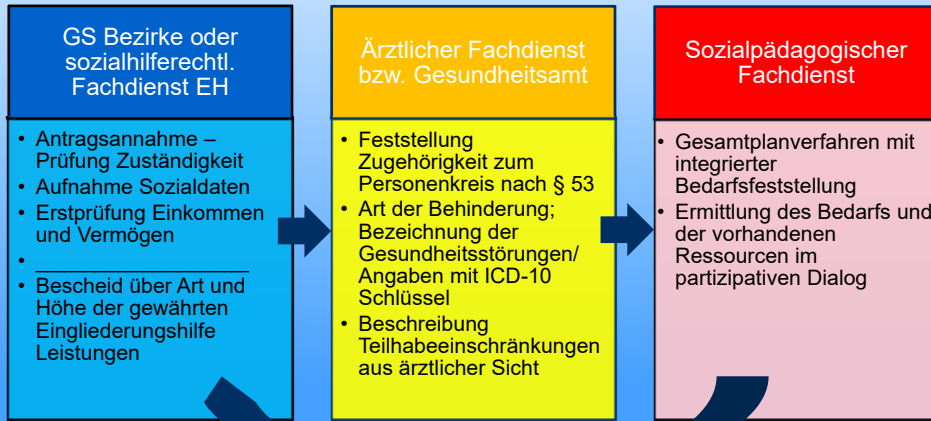 GS Bezirke oder
sozialhilferechtl.
Fachdienst EH
• Antragsannahme –
Prüfung Zuständigkeit
• Aufnahme Sozialdaten
• Erstprüfung Einkommen
und Vermögen
• __________________
• Bescheid über Art und
Höhe der gewährten
Eingliederungshilfe
Leistungen
Ärztlicher Fachdienst
bzw. Gesundheitsamt
• Feststellung
Zugehörigkeit zum
Personenkreis nach § 53
• Art der Behinderung;
Bezeichnung der
Gesundheitsstörungen/
Angaben mit ICD-10
Schlüssel
• Beschreibung
Teilhabeeinschränkungen
aus ärztlicher Sicht
Sozialpädagogischer
Fachdienst
• Gesamtplanverfahren mit
integrierter
Bedarfsfeststellung
• Ermittlung des Bedarfs und
der vorhandenen
Ressourcen im
partizipativen Dialog